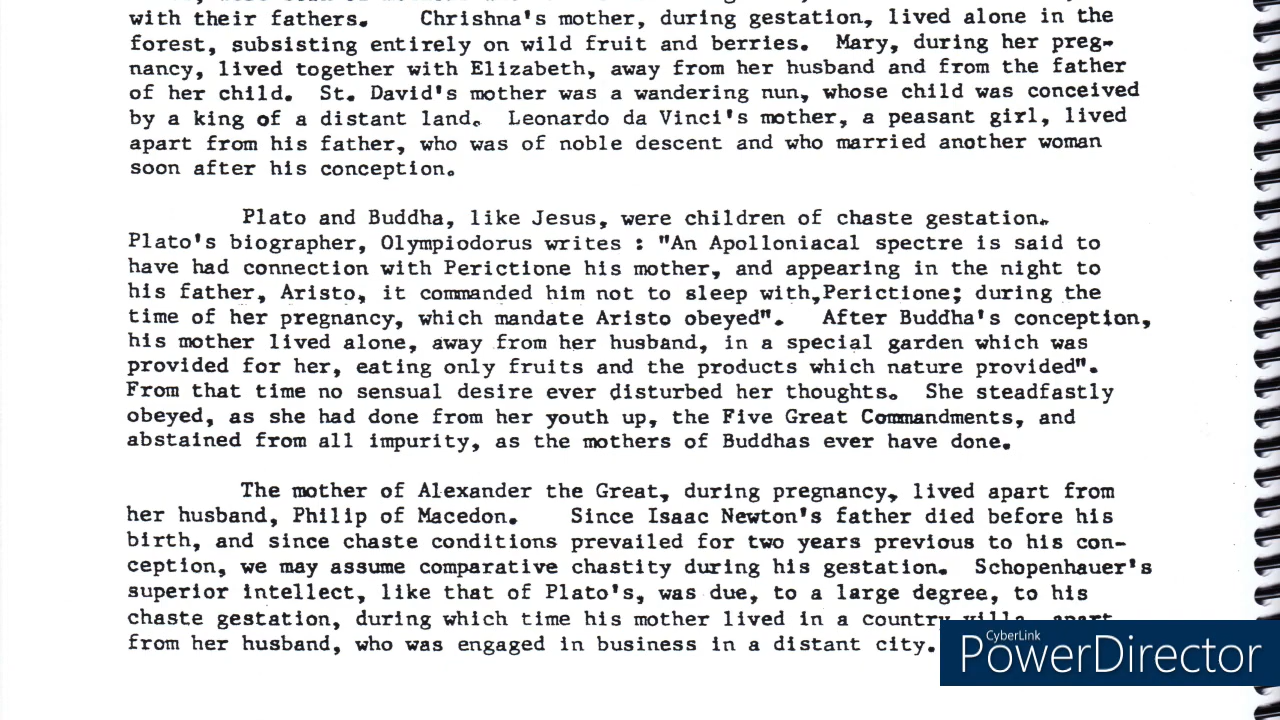 with their fathers. Chrishna's mother, during gestation, lived alone in the
forest, subsisting entirely on wild fruit and berries. Mary, during her preg-
nancy, lived together with Elizabeth, away from her husband and from the father
of her child. St. David's mother was a wandering nun, whose child was conceived
by a king of a distant land. Leonardo da Vinci's mother, a peasant girl, lived
apart from his father, who was of noble descent and who married another woman
soon after his conception.
Plato and Buddha, like Jesus, were children of chaste gestation.
Plato's biographer, Olympiodorus writes : "An Apolloniacal spectre is said to
have had connection with Perictione his mother, and appearing in the night to
his father, Aristo, it commanded him not to sleep with,Perictione; during the
time of her pregnancy, which mandate Aristo obeyed". After Buddha's conception,
his mother lived alone, away from her husband, in a special garden which was
provided for her, eating only fruits and the products which nature provided".
From that time no sensual desire ever disturbed her thoughts. She steadfastly
obeyed, as she had done from her youth up, the Five Great Commandments, and
abstained from all impurity, as the mothers of Buddhas ever have done.
The mother of Alexander the Great, during pregnancy, lived apart from
her husband, Philip of Macedon. Since Isaac Newton's father died before his
birth, and since chaste conditions prevailed for two years previous to his con-
ception, we may assume comparative chastity during his gestation. Schopenhauer's
superior intellect, like that of Plato's, was due, to a large degree, to his
chaste gestation, during which time his mother lived in a country villa, apart
from her husband, who was engaged in business in a distant city.
CyberLink
PowerDirector